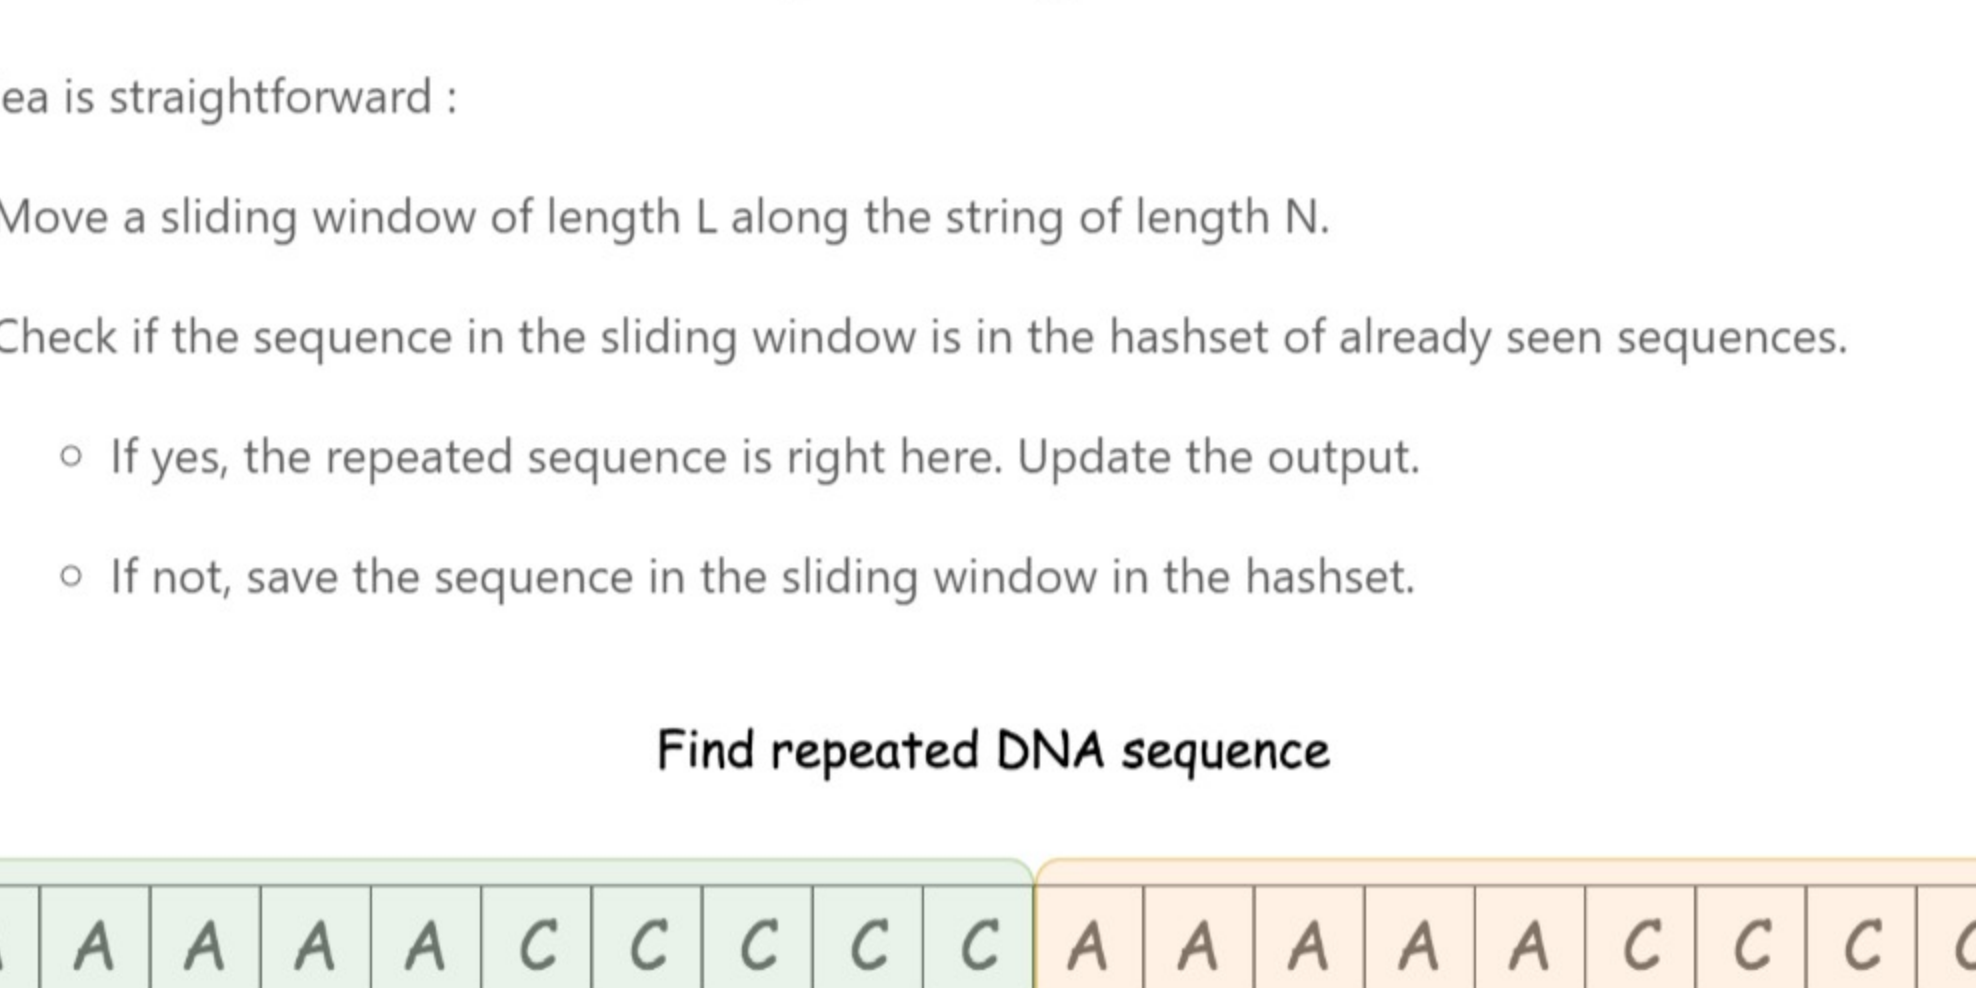 ea is straightforward :
Move a sliding window of length L along the string of length N.
Check if the sequence in the sliding window is in the hashset of already seen sequences.
If yes, the repeated sequence is right here. Update the output.
If not, save the sequence in the sliding window in the hashset.
Find repeated DNA sequence
A A A A C C C C C A A A A A C C C